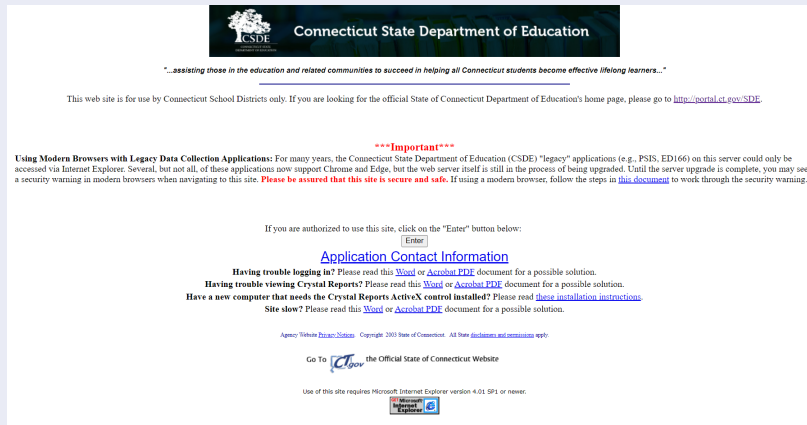 CSDE
CONNECTICUT STATE
DEPARTMENT OF EDUCATION
Connecticut State Department of Education
"...assisting those in the education and related communities to succeed in helping all Connecticut students become effective lifelong learners..."
This web site is for use by Connecticut School Districts only. If you are looking for the official State of Connecticut Department of Education's home page, please go to http://portal.ct.gov/SDE.
***Important***
Using Modern Browsers with Legacy Data Collection Applications: For many years, the Connecticut State Department of Education (CSDE) "legacy" applications (e.g., PSIS, ED166) on this server could only be
accessed via Internet Explorer. Several, but not all, of these applications now support Chrome and Edge, but the web server itself is still in the process of being upgraded. Until the server upgrade is complete, you may see
a security warning in modern browsers when navigating to this site. Please be assured that this site is secure and safe. If using a modern browser, follow the steps in this document to work through the security warning.
If you are authorized to use this site, click on the "Enter" button below:
Enter
Application Contact Information
Having trouble logging in? Please read this Word or Acrobat PDF document for a possible solution.
Having trouble viewing Crystal Reports? Please read this Word or Acrobat PDF document for a possible solution.
Have a new computer that needs the Crystal Reports ActiveX control installed? Please read these installation instructions.
Site slow? Please read this Word or Acrobat PDF document for a possible solution.
Agency Website Privacy Notices. Copyright 2003 State of Connecticut. All State disclaimers and permissions apply.
Go To CT.gov the Official State of Connecticut Website
Use of this site requires Microsoft Internet Explorer version 4.01 SP1 or newer.
Microsoft
Internet
Explorer